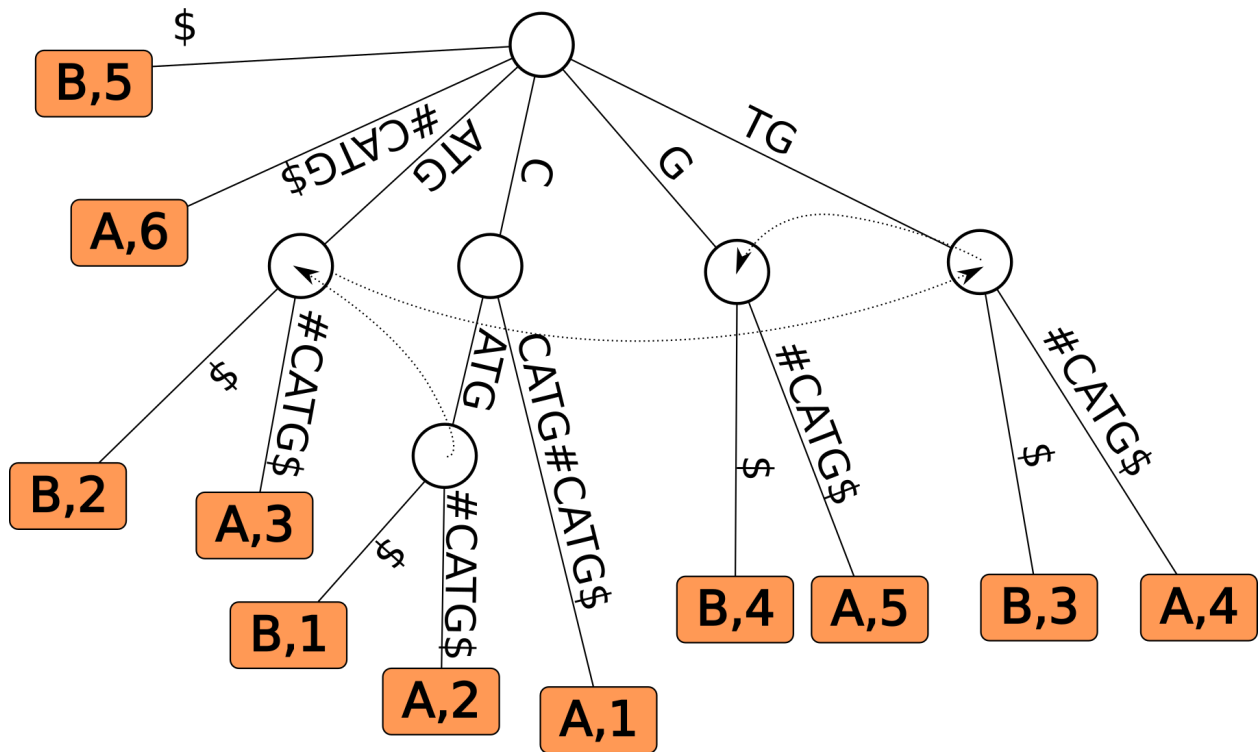 $
B,5
#CATG$
ATG
C
G
TG
A,6
$
#CATG$
ATG
CATG#CATG$
$
#CATG$
$
#CATG$
B,2
A,3
$
#CATG$
B,1
A,2
A,1
B,4
A,5
B,3
A,4